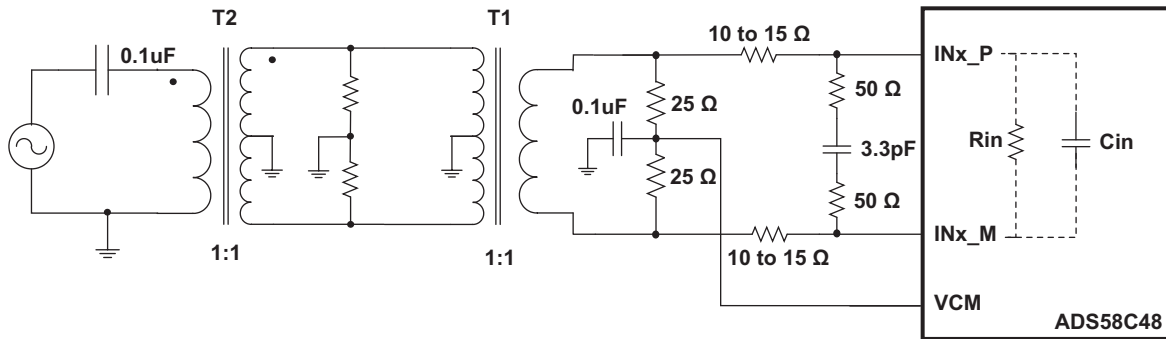 T2
T1
0.1uF
10 to 15 Ω
INx_P
50 Ω
0.1uF
25 Ω
3.3pF
Rin
Cin
25 Ω
50 Ω
INx_M
1:1
1:1
10 to 15 Ω
VCM
ADS58C48